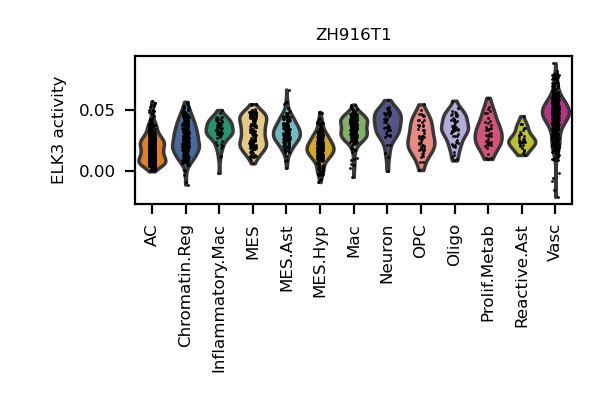 ZH916T1
ELK3 activity
0.05
0.00
AC
Chromatin.Reg
Inflammatory.Mac
MES
MES.Ast
MES.Hyp
Mac
Neuron
OPC
Oligo
Prolif.Metab
Reactive.Ast
Vasc